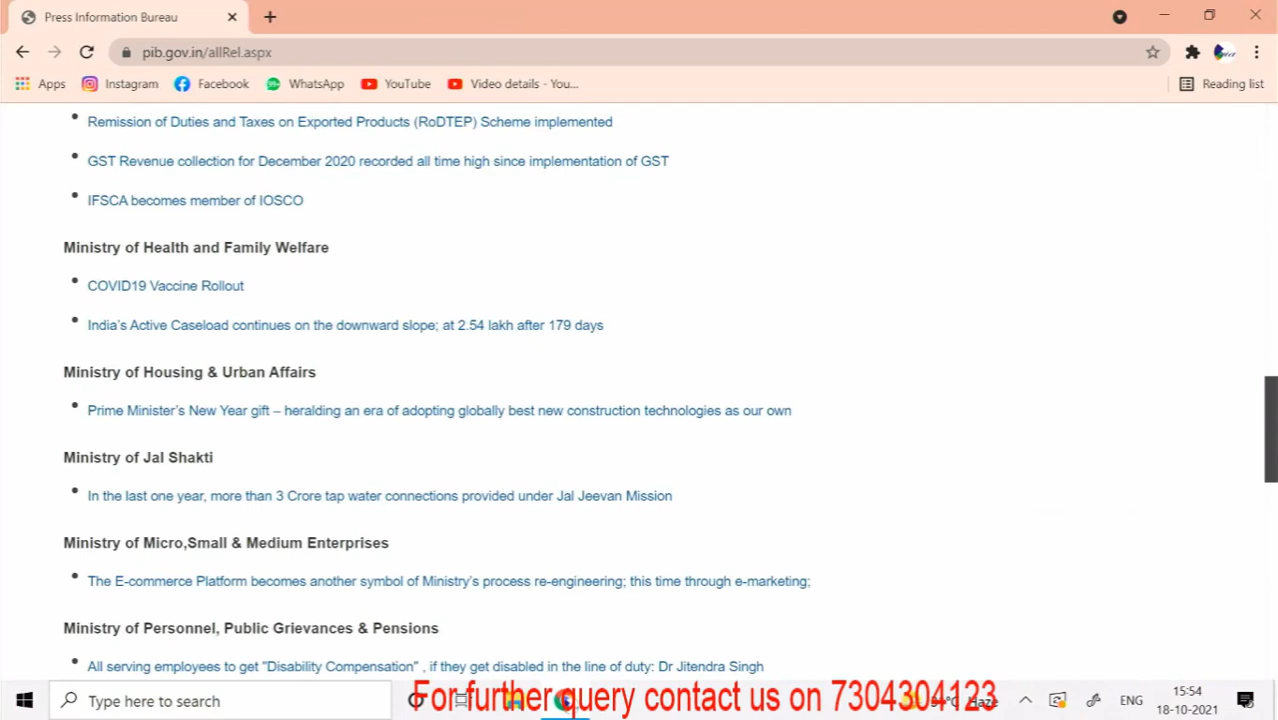 Press Information Bureau
pib.gov.in/allRel.aspx
Apps Instagram Facebook WhatsApp YouTube Video details - You... Reading list
Remission of Duties and Taxes on Exported Products (RoDTEP) Scheme implemented
GST Revenue collection for December 2020 recorded all time high since implementation of GST
IFSCA becomes member of IOSCO
Ministry of Health and Family Welfare
COVID19 Vaccine Rollout
India's Active Caseload continues on the downward slope; at 2.54 lakh after 179 days
Ministry of Housing & Urban Affairs
Prime Minister's New Year gift – heralding an era of adopting globally best new construction technologies as our own
Ministry of Jal Shakti
In the last one year, more than 3 Crore tap water connections provided under Jal Jeevan Mission
Ministry of Micro,Small & Medium Enterprises
The E-commerce Platform becomes another symbol of Ministry's process re-engineering; this time through e-marketing;
Ministry of Personnel, Public Grievances & Pensions
All serving employees to get "Disability Compensation" , if they get disabled in the line of duty: Dr Jitendra Singh
For further query contact us on 7304304123
Type here to search Haze ENG 15:54
18-10-2021